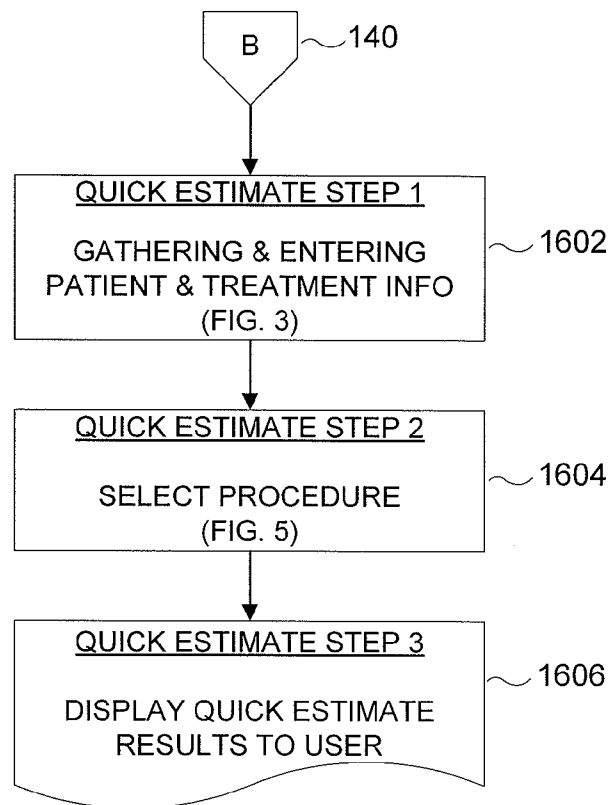 B
140
QUICK ESTIMATE STEP 1
GATHERING & ENTERING
PATIENT & TREATMENT INFO
(FIG. 3)
1602
QUICK ESTIMATE STEP 2
SELECT PROCEDURE
(FIG. 5)
1604
QUICK ESTIMATE STEP 3
DISPLAY QUICK ESTIMATE
RESULTS TO USER
1606